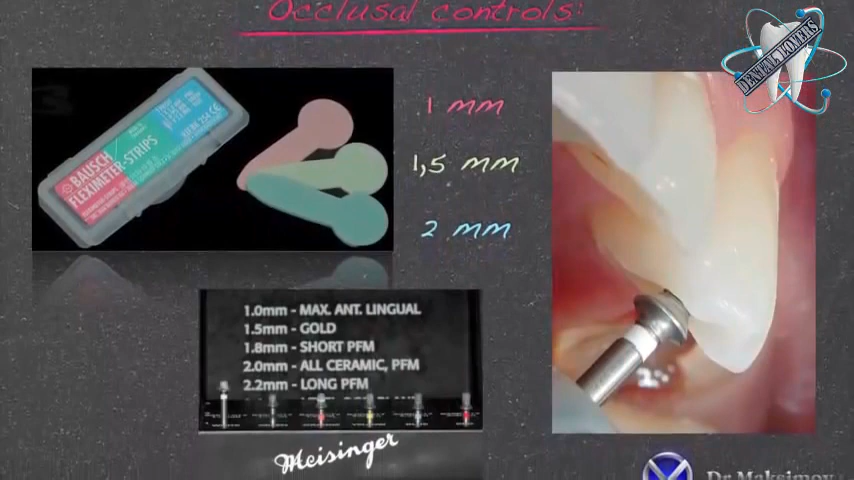 Occlusal controls:
DENTAL LOVERS
BAUSCH
FLEXIMETER-STRIPS
1 mm
1,5 mm
2 mm
1.0mm - MAX. ANT. LINGUAL
1.5mm - GOLD
1.8mm - SHORT PFM
2.0mm - ALL CERAMIC, PFM
2.2mm - LONG PFM
Meisinger
Dr.Maksimov